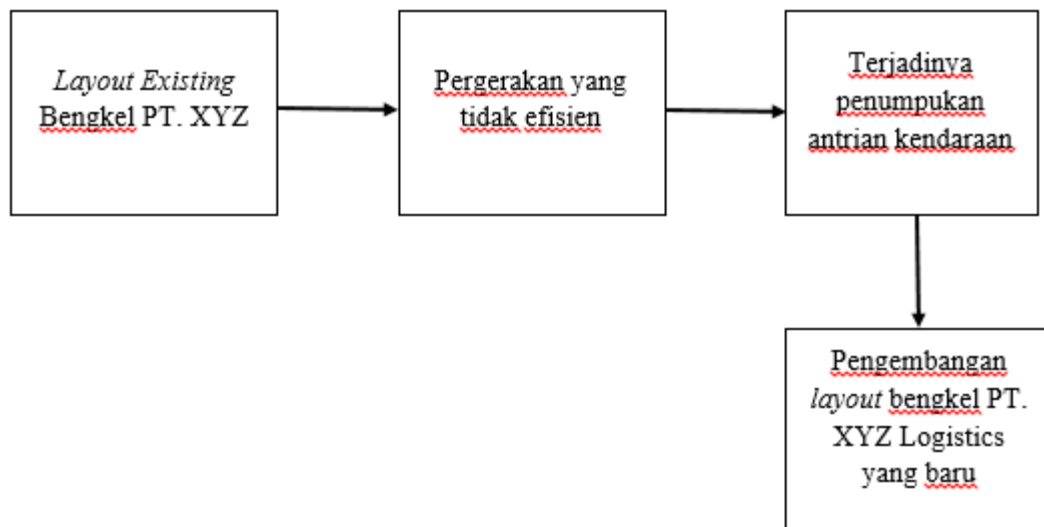 Layout Existing
Bengkel PT. XYZ
Pergerakan yang
tidak efisien
Terjadinya
penumpukan
antrian kendaraan
Pengembangan
layout bengkel PT.
XYZ Logistics
yang baru